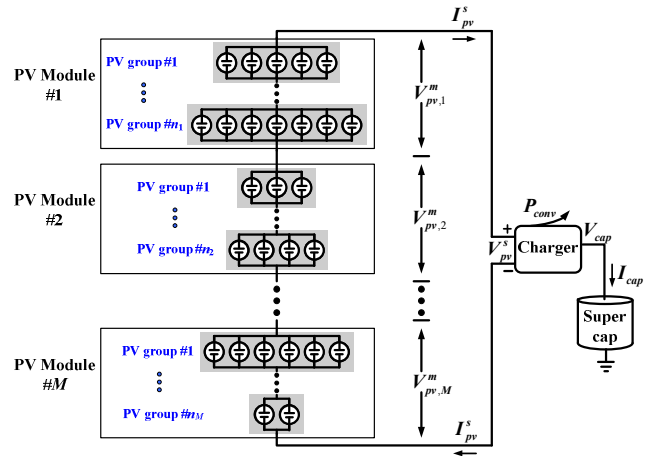 I^s_pv
PV Module #1
PV group #1
PV group #n₁
V^m_pv,1
PV Module #2
PV group #1
PV group #n₂
V^m_pv,2
P_conv
+
V^s_pv
−
Charger
V_cap
I_cap
Super cap
PV Module #M
PV group #1
PV group #n_M
V^m_pv,M
I^s_pv